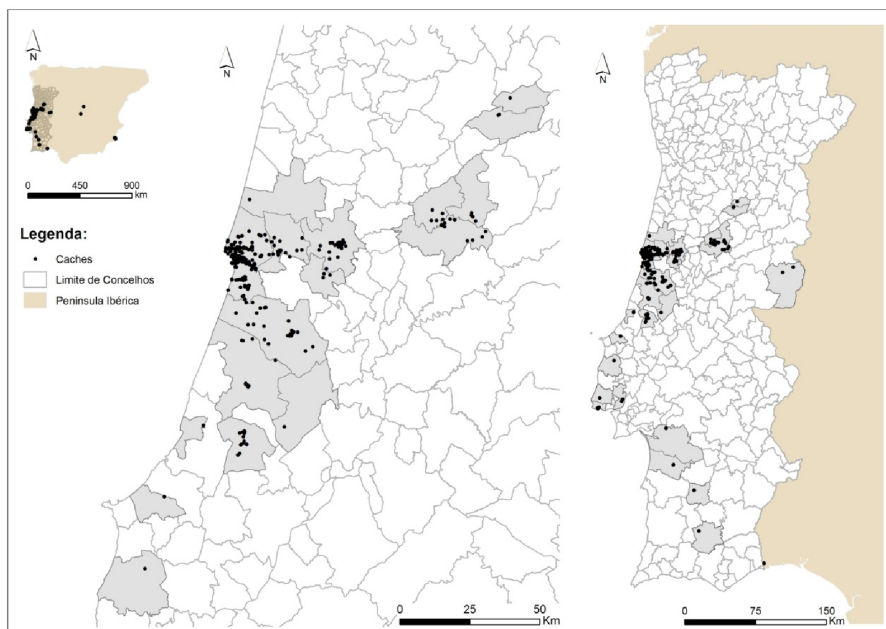 N
N
N
0 450 900
km
Legenda:
Caches
Limite de Concelhos
Peninsula Ibérica
0 25 50
Km
0 75 150
Km